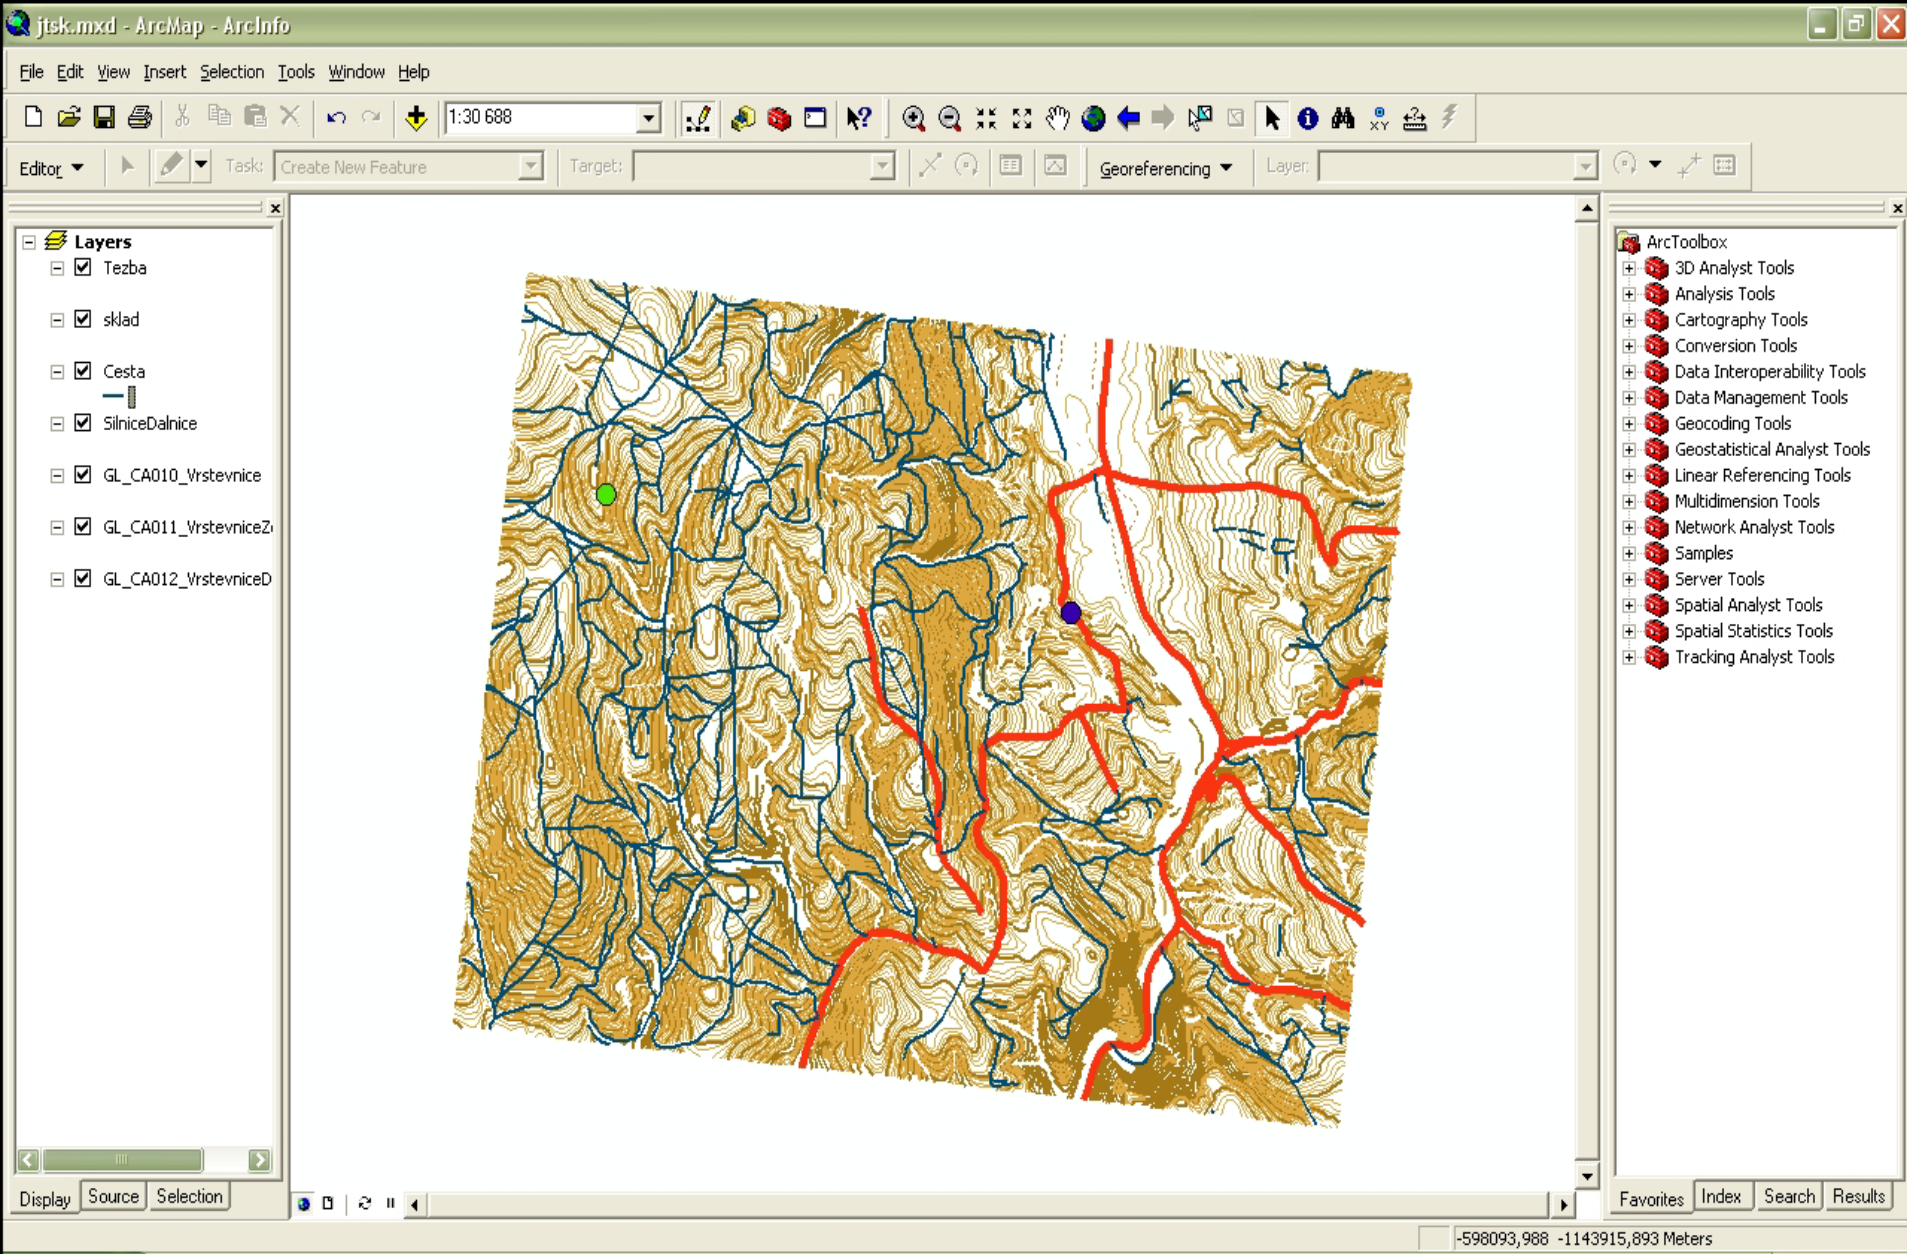 jtsk.mxd - ArcMap - ArcInfo
File Edit View Insert Selection Tools Window Help
1:30 688
Editor Task: Create New Feature Target: Georeferencing Layer:
Layers
Tezba
sklad
Cesta
SilniceDalnice
GL_CA010_Vrstevnice
GL_CA011_VrstevniceZ
GL_CA012_VrstevniceD
Display Source Selection
ArcToolbox
3D Analyst Tools
Analysis Tools
Cartography Tools
Conversion Tools
Data Interoperability Tools
Data Management Tools
Geocoding Tools
Geostatistical Analyst Tools
Linear Referencing Tools
Multidimension Tools
Network Analyst Tools
Samples
Server Tools
Spatial Analyst Tools
Spatial Statistics Tools
Tracking Analyst Tools
Favorites Index Search Results
-598093,988 -1143915,893 Meters